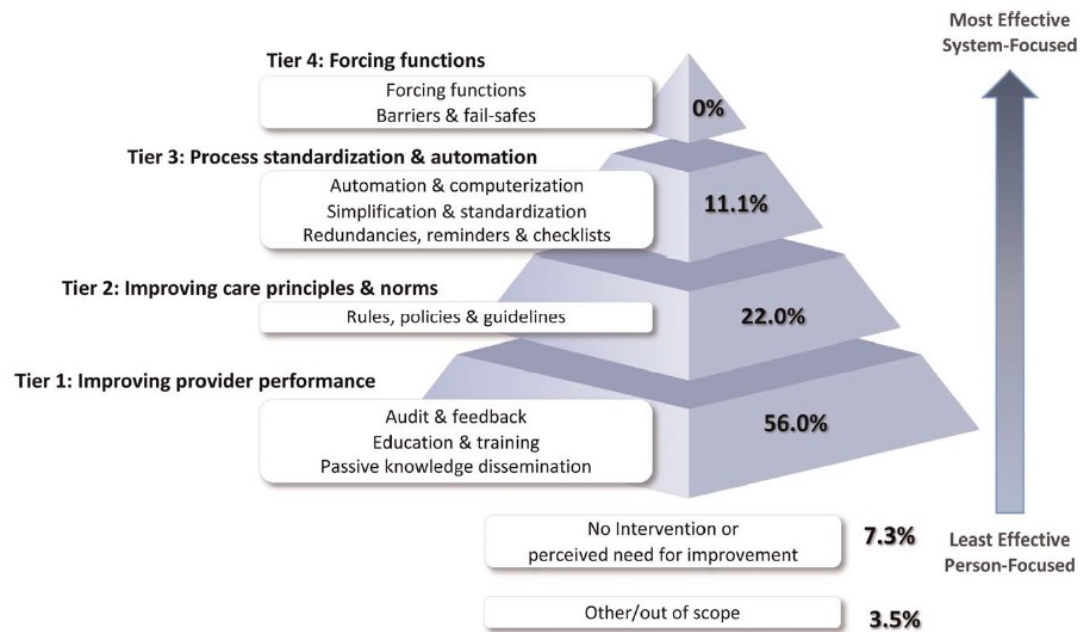 Most Effective
System-Focused
Tier 4: Forcing functions
Forcing functions
Barriers & fail-safes
0%
Tier 3: Process standardization & automation
Automation & computerization
Simplification & standardization
Redundancies, reminders & checklists
11.1%
Tier 2: Improving care principles & norms
Rules, policies & guidelines
22.0%
Tier 1: Improving provider performance
Audit & feedback
Education & training
Passive knowledge dissemination
56.0%
No Intervention or
perceived need for improvement
7.3%
Least Effective
Person-Focused
Other/out of scope
3.5%